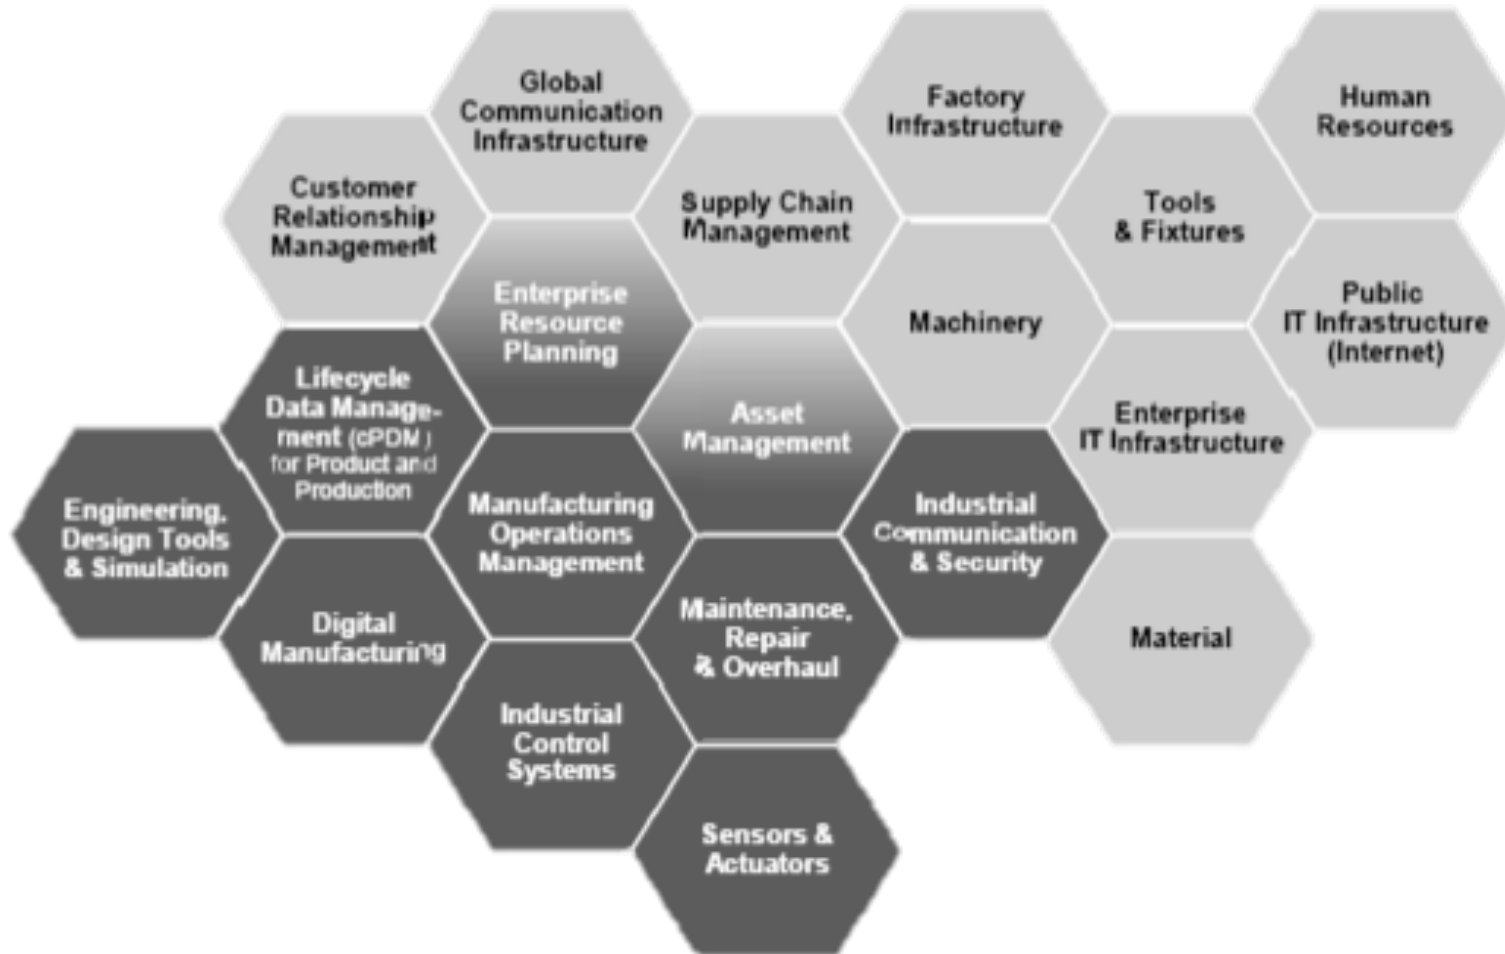 Global
Communication
Infrastructure
Factory
Infrastructure
Human
Resources
Customer
Relationship
Management
Supply Chain
Management
Tools
& Fixtures
Enterprise
Resource
Planning
Machinery
Public
IT Infrastructure
(Internet)
Lifecycle
Data Manage-
ment (cPDM)
for Product and
Production
Asset
Management
Enterprise
IT Infrastructure
Engineering,
Design Tools
& Simulation
Manufacturing
Operations
Management
Industrial
Communication
& Security
Digital
Manufacturing
Maintenance,
Repair
& Overhaul
Material
Industrial
Control
Systems
Sensors &
Actuators